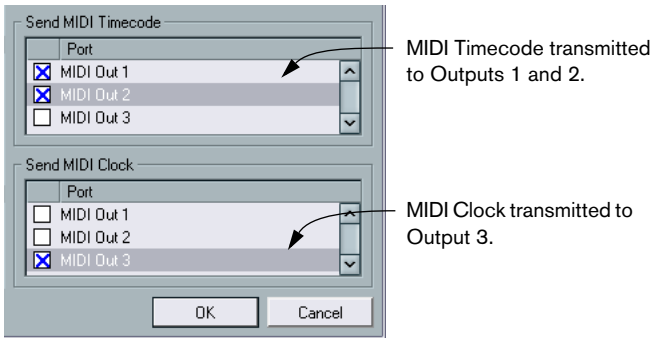 Send MIDI Timecode
Port
MIDI Out 1
MIDI Out 2
MIDI Out 3
MIDI Timecode transmitted
to Outputs 1 and 2.
Send MIDI Clock
Port
MIDI Out 1
MIDI Out 2
MIDI Out 3
MIDI Clock transmitted to
Output 3.
OK
Cancel